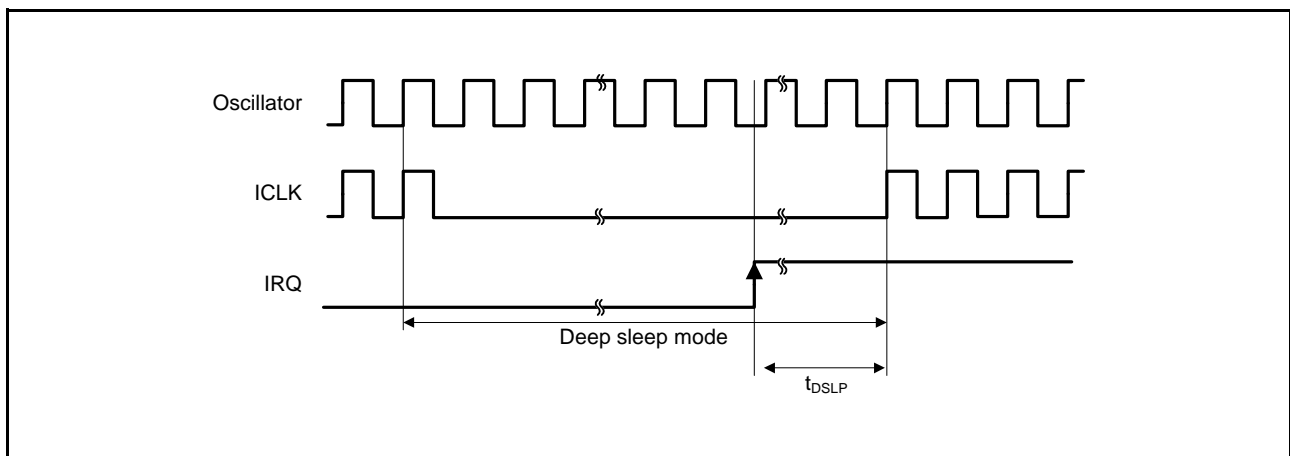 Oscillator
ICLK
IRQ
Deep sleep mode
tDSLP